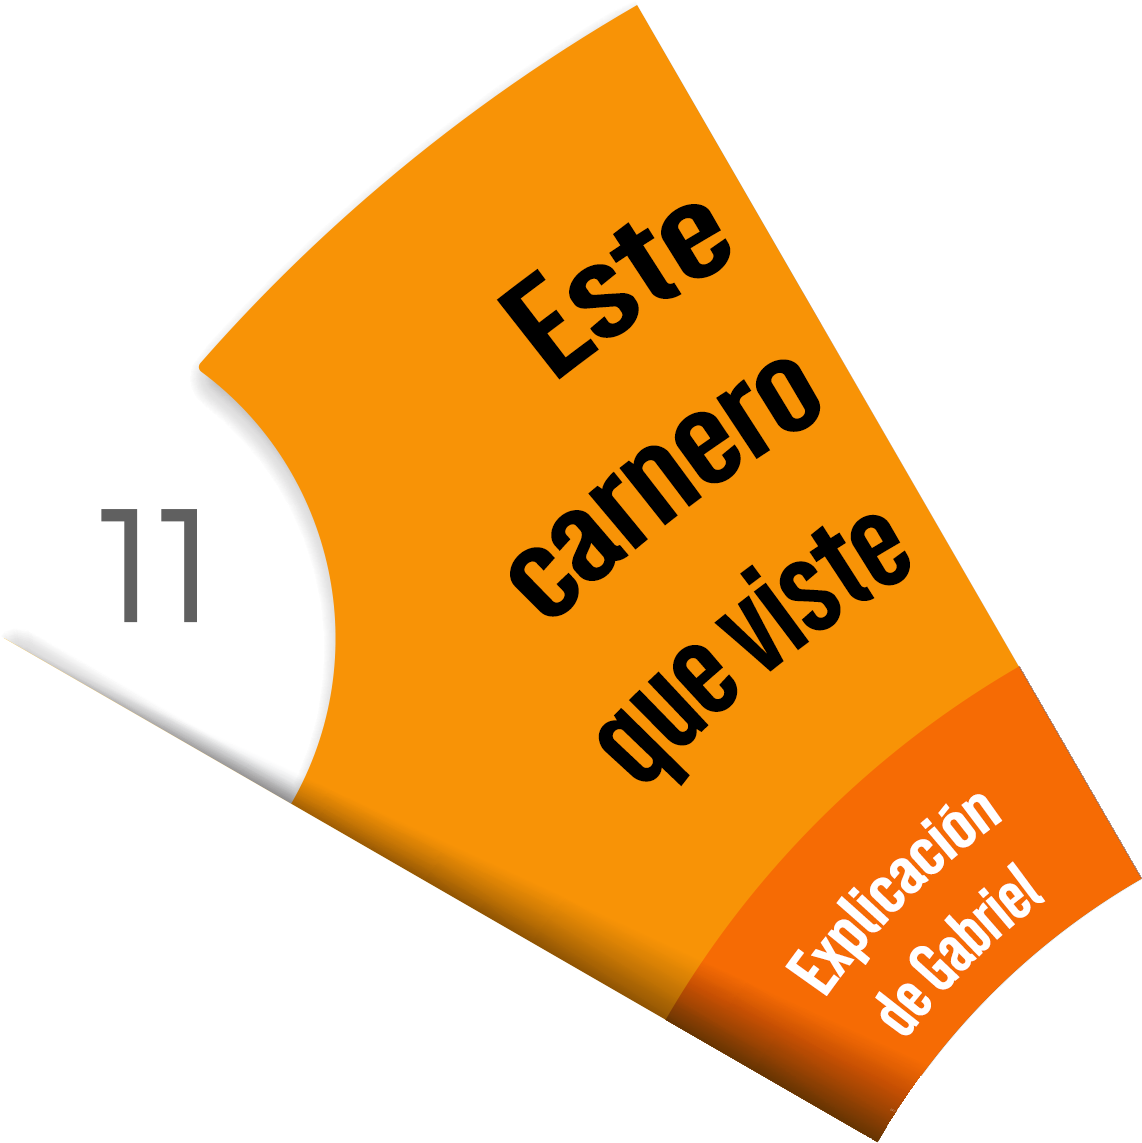 11
Este
carnero
que viste
Explicación
de Gabriel